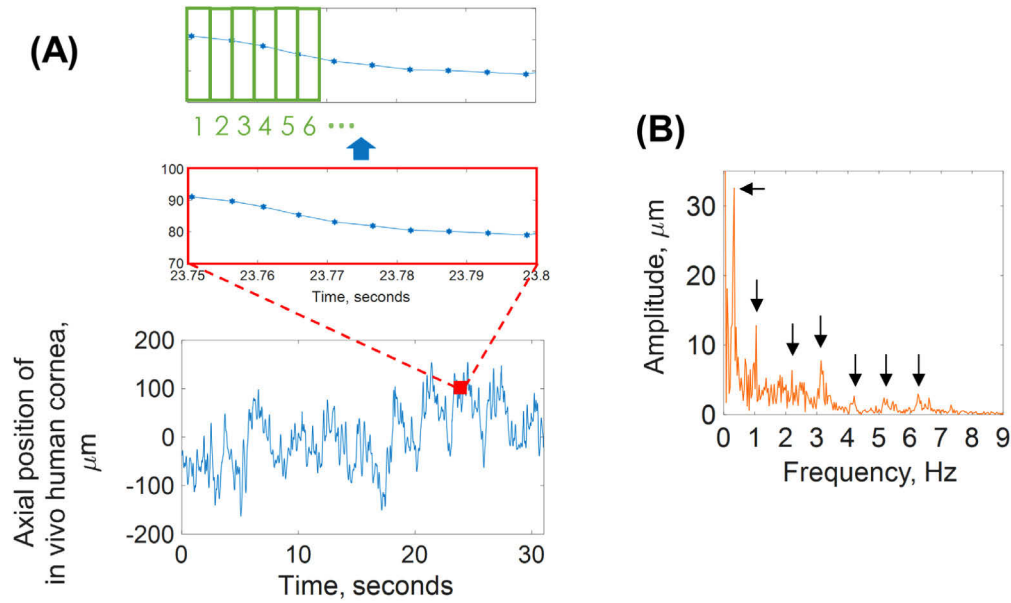 (A)
1 2 3 4 5 6 ...
100
90
80
70
23.75 23.76 23.77 23.78 23.79 23.8
Time, seconds
Axial position of
in vivo human cornea,
μm
200
100
0
-100
-200
0 10 20 30
Time, seconds
(B)
Amplitude, μm
30
20
10
0
0 1 2 3 4 5 6 7 8 9
Frequency, Hz